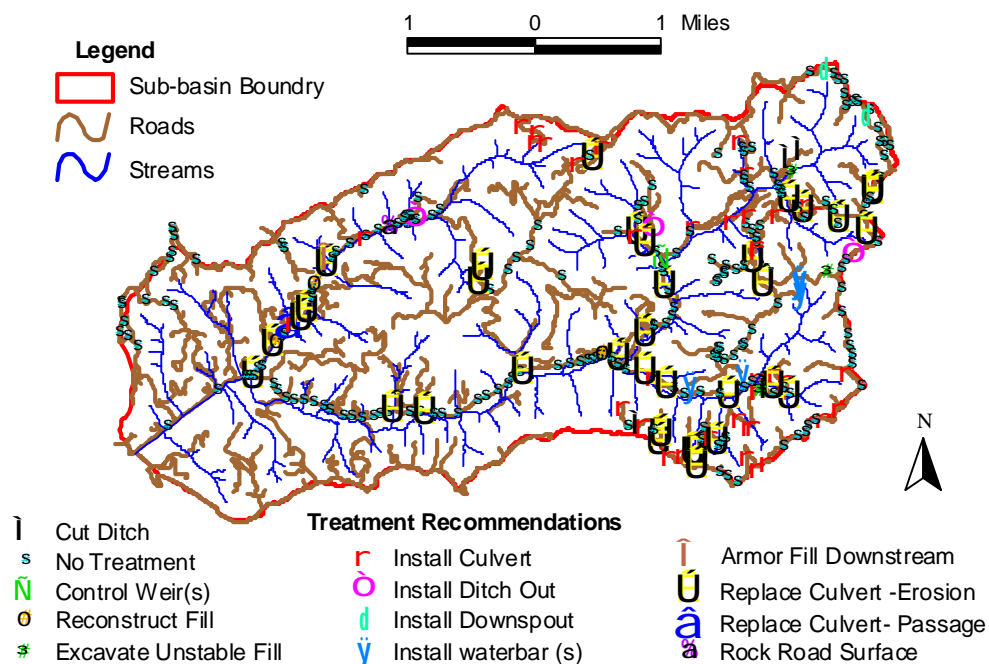 1 0 1 Miles
Legend
Sub-basin Boundry
Roads
Streams
N
Treatment Recommendations
Ì Cut Ditch
s No Treatment
Ñ Control Weir(s)
Reconstruct Fill
Excavate Unstable Fill
r Install Culvert
Ò Install Ditch Out
d Install Downspout
ÿ Install waterbar (s)
Î Armor Fill Downstream
Ú Replace Culvert -Erosion
â Replace Culvert- Passage
Rock Road Surface